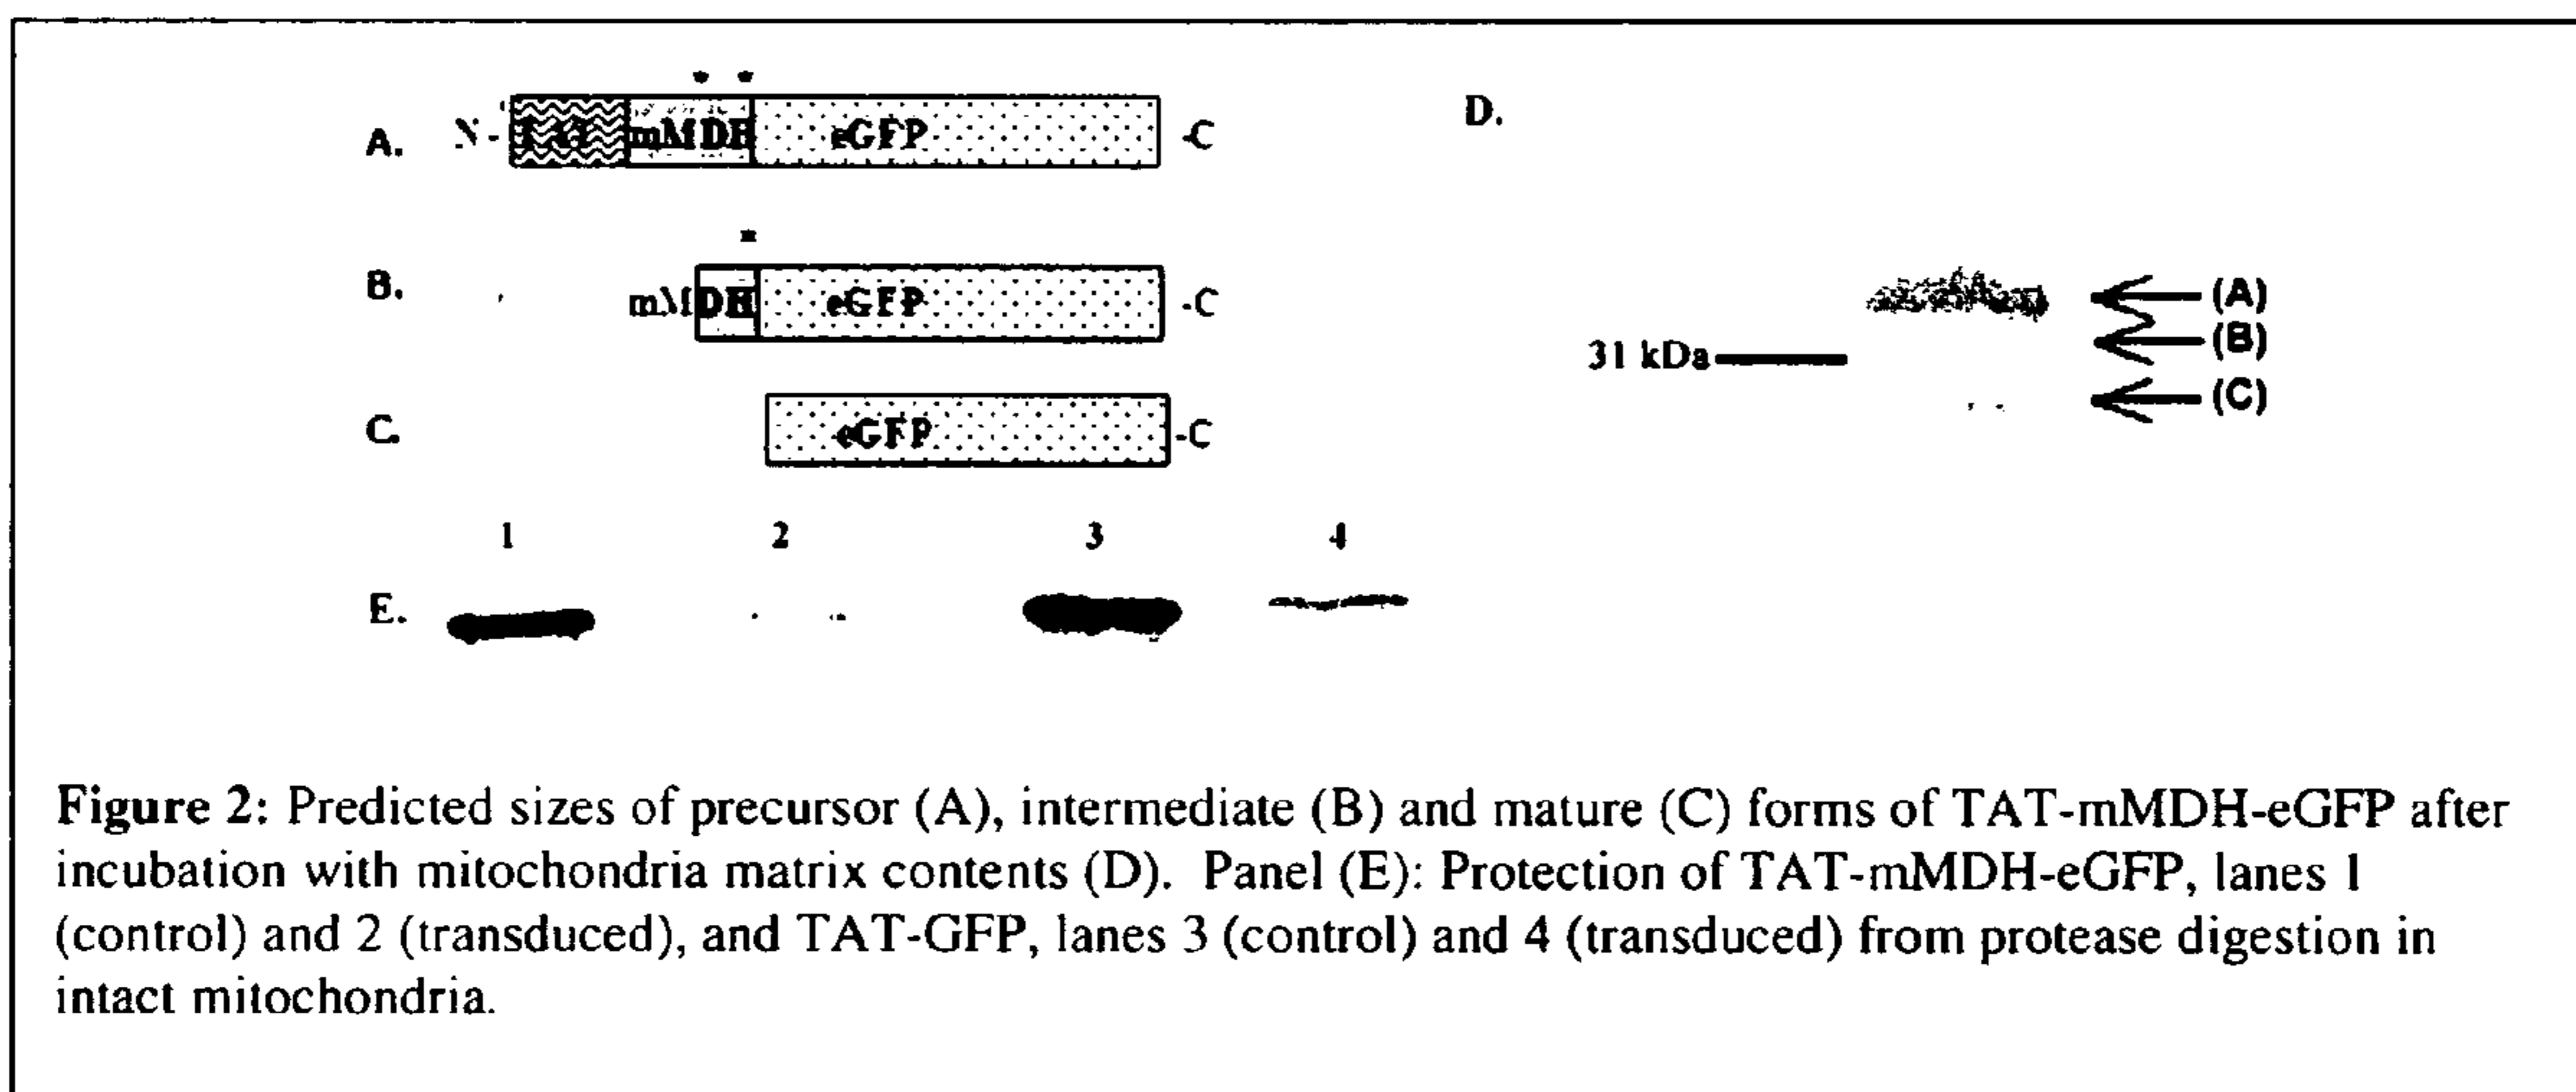 A. N- TAT mMDH eGFP -C
D.
B. mMDH eGFP -C
(A)
(B)
31 kDa
(C)
C. eGFP -C
1 2 3 4
E.
Figure 2: Predicted sizes of precursor (A), intermediate (B) and mature (C) forms of TAT-mMDH-eGFP after
incubation with mitochondria matrix contents (D). Panel (E): Protection of TAT-mMDH-eGFP, lanes 1
(control) and 2 (transduced), and TAT-GFP, lanes 3 (control) and 4 (transduced) from protease digestion in
intact mitochondria.